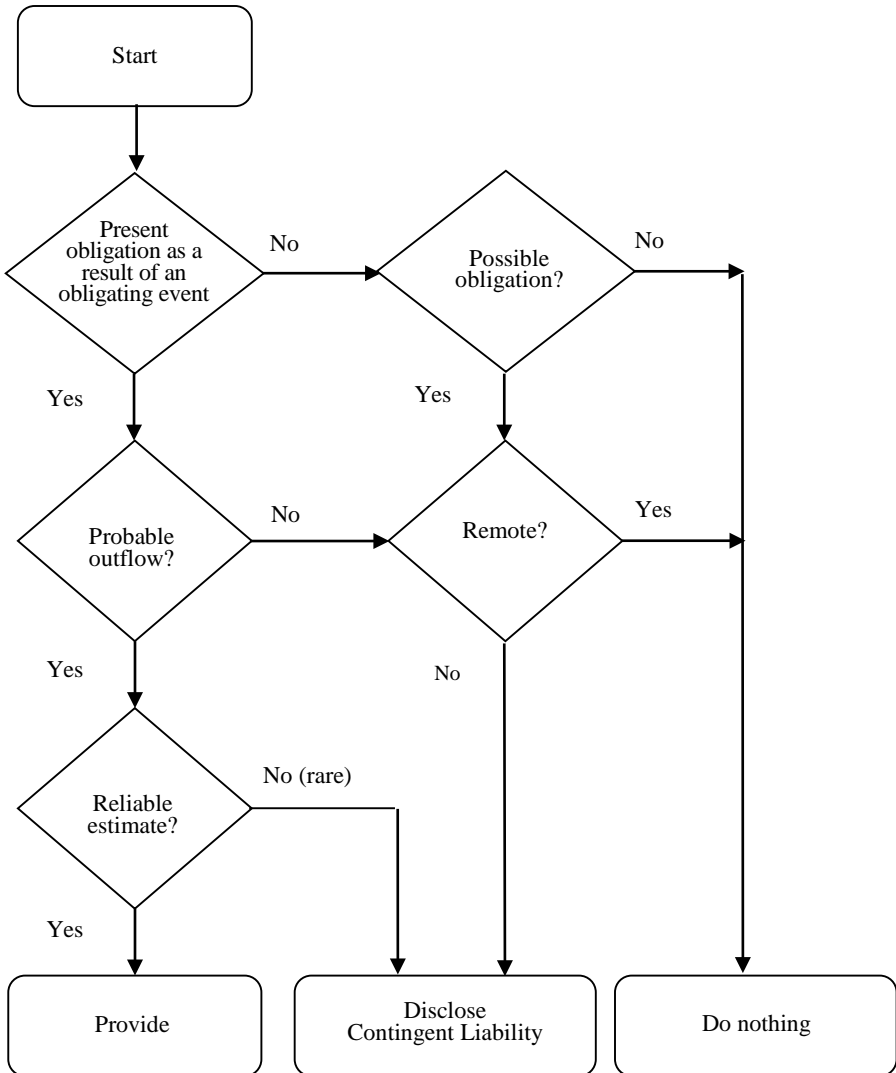 Start
Present
obligation as a
result of an
obligating event
No
Possible
obligation?
No
Yes
Yes
Probable
outflow?
No
Remote?
Yes
Yes
No
Reliable
estimate?
No (rare)
Yes
Provide
Disclose
Contingent Liability
Do nothing